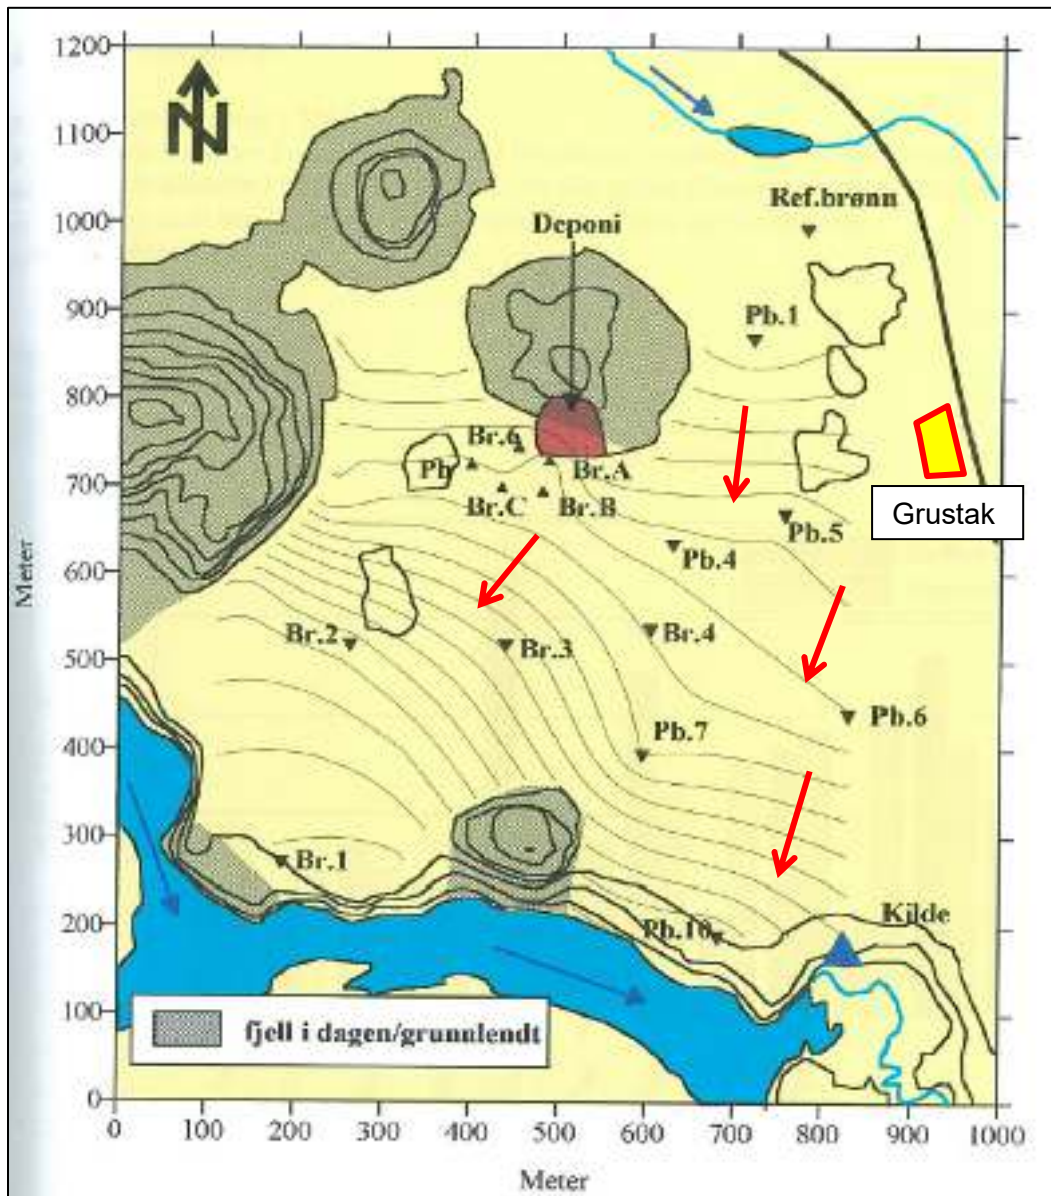 1200
1100
1000
900
800
700
600
500
400
300
200
100
0
Meter
N
Ref.brønn
Deponi
Pb.1
Br.6
Pb
Br.A
Br.C
Br.B
Grustak
Pb.5
Pb.4
Br.2
Br.3
Br.4
Pb.6
Pb.7
Br.1
Kilde
Pb.10
fjell i dagen/grunnlendt
0 100 200 300 400 500 600 700 800 900 1000
Meter